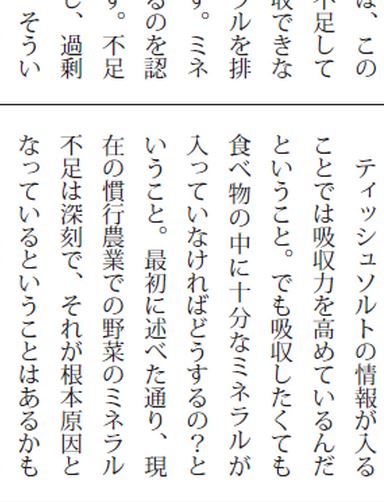 は、この
不足して
収できな
ラルを排
す。ミネ
るのを認
す。不足
し、過剰
そうい
ティッシュソルトの情報が入る
ことでは吸収力を高めているんだ
ということ。でも吸収したくても
食べ物の中に十分なミネラルが
入っていなければどうするの？と
いうこと。最初に述べた通り、現
在の慣行農業での野菜のミネラル
不足は深刻で、それが根本原因と
なっているということはあるかも